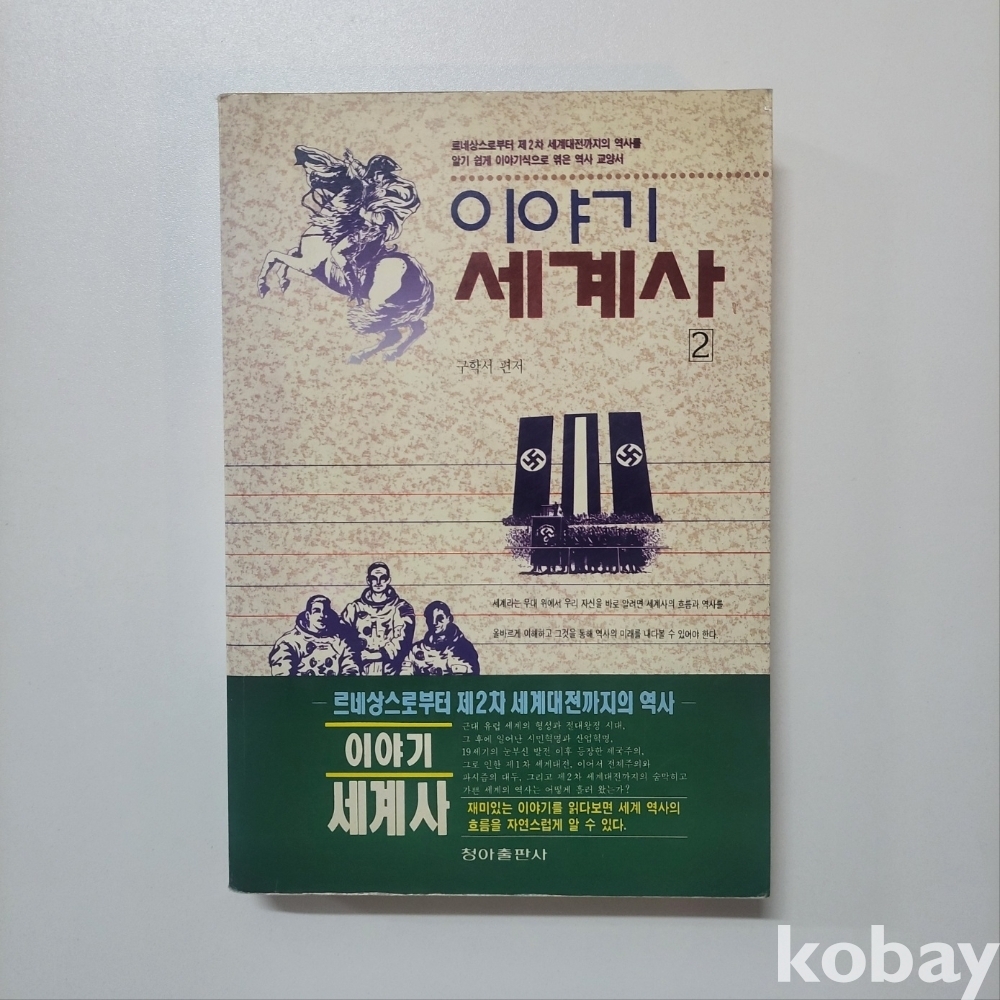 르네상스로부터 제2차 세계대전까지의 역사를
알기 쉽게 이야기식으로 엮은 역사 교양서
이야기
세계사
2
구학서 편저
세계라는 무대 위에서 우리 자신을 바로 알려면 세계사의 흐름과 역사를
올바르게 이해하고 그것을 통해 역사의 미래를 내다볼 수 있어야 한다.
르네상스로부터 제2차 세계대전까지의 역사
이야기
세계사
근대 유럽 세계의 형성과 절대왕정 시대,
그 후에 일어난 시민혁명과 산업혁명,
19세기의 눈부신 발전 이후 등장한 제국주의,
그로 인한 제1차 세계대전, 이어서 전체주의와
파시즘의 대두, 그리고 제2차 세계대전까지의 숨막히고
가쁜 세계의 역사는 어떻게 흘러 왔는가?
재미있는 이야기를 읽다보면 세계 역사의
흐름을 자연스럽게 알 수 있다.
청아출판사
kobay